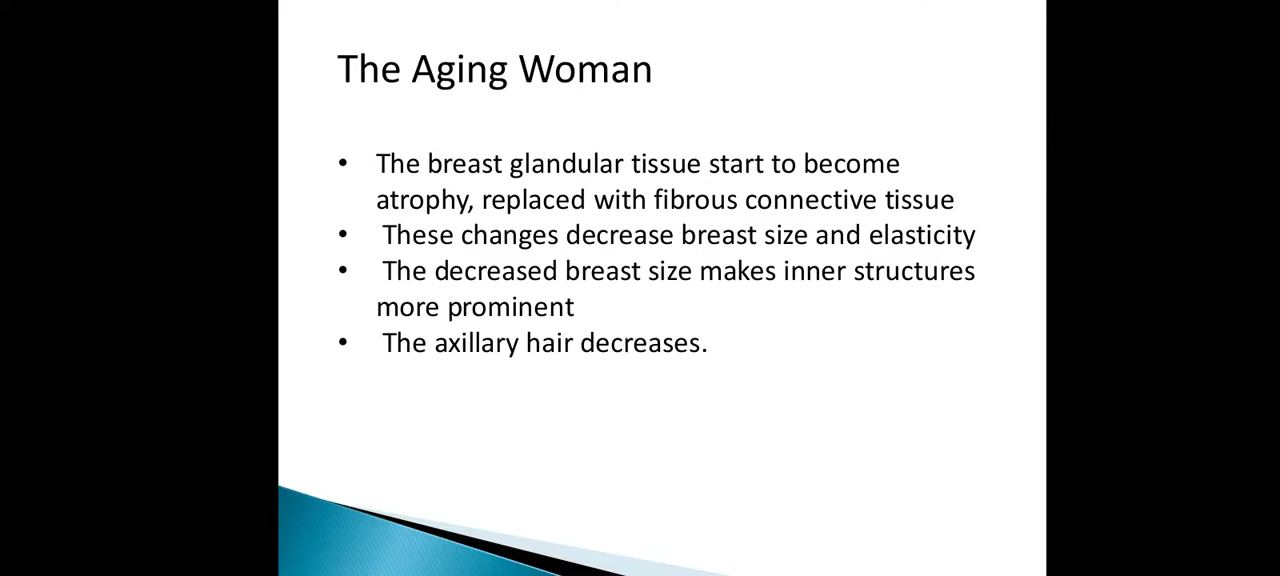 The Aging Woman
• The breast glandular tissue start to become
atrophy, replaced with fibrous connective tissue
• These changes decrease breast size and elasticity
• The decreased breast size makes inner structures
more prominent
• The axillary hair decreases.